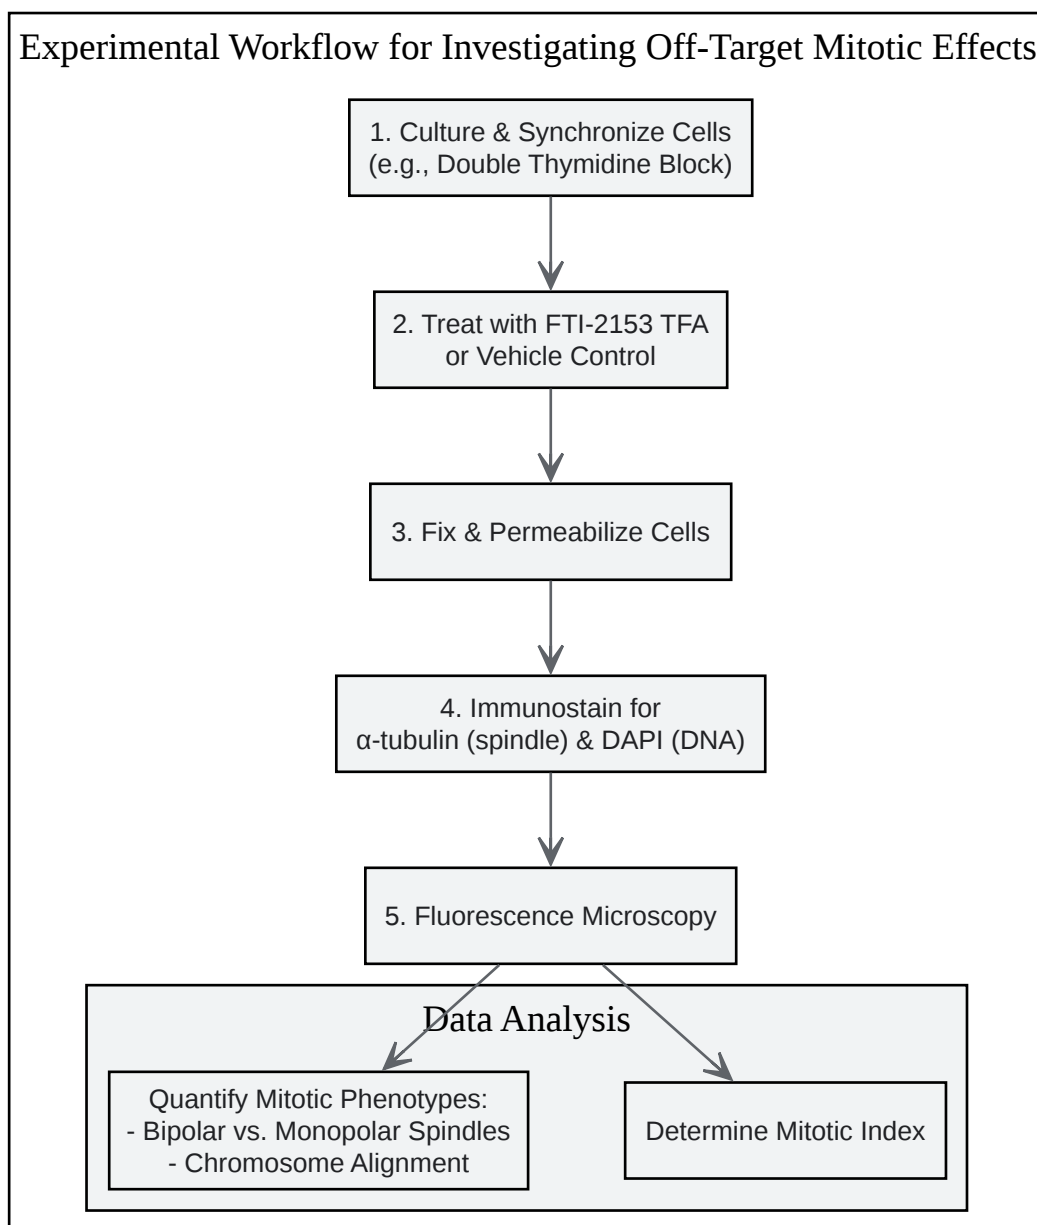 Experimental Workflow for Investigating Off-Target Mitotic Effects
1. Culture & Synchronize Cells
(e.g., Double Thymidine Block)
2. Treat with FTI-2153 TFA
or Vehicle Control
3. Fix & Permeabilize Cells
4. Immunostain for
α-tubulin (spindle) & DAPI (DNA)
5. Fluorescence Microscopy
Data Analysis
Quantify Mitotic Phenotypes:
- Bipolar vs. Monopolar Spindles
- Chromosome Alignment
Determine Mitotic Index